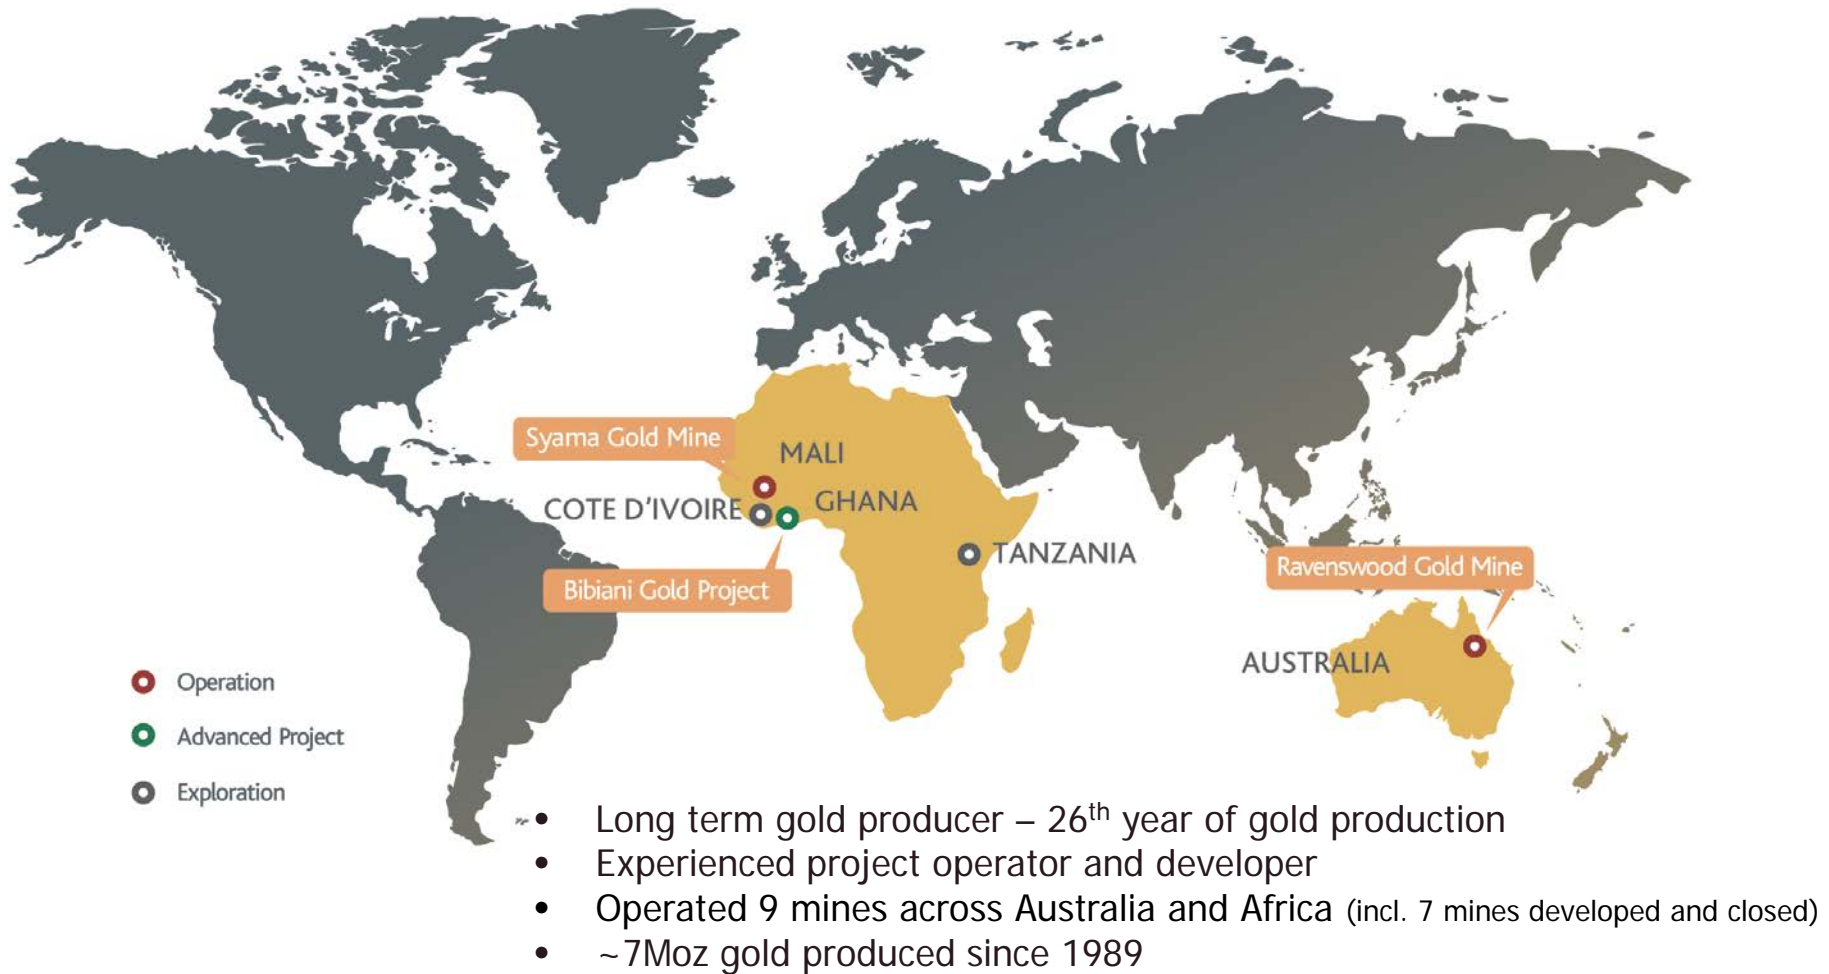 Syama Gold Mine
MALI
COTE D'IVOIRE
GHANA
TANZANIA
Bibiani Gold Project
Ravenswood Gold Mine
AUSTRALIA
Operation
Advanced Project
Exploration
• Long term gold producer – 26th year of gold production
• Experienced project operator and developer
• Operated 9 mines across Australia and Africa (incl. 7 mines developed and closed)
• ~7Moz gold produced since 1989